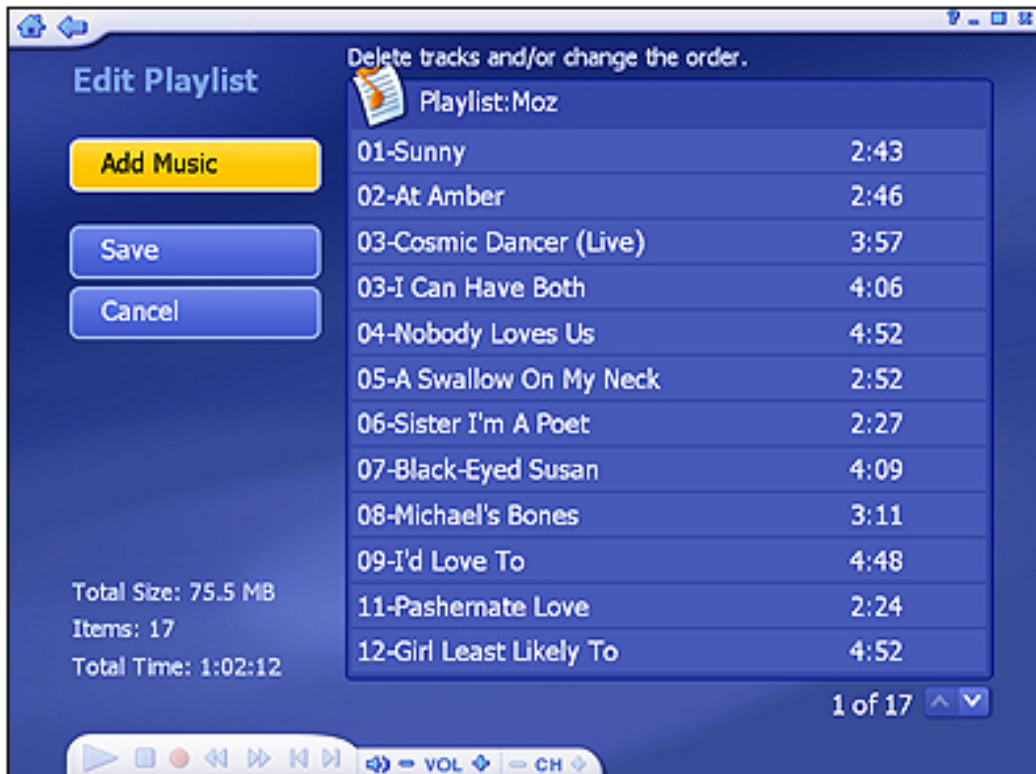 ?
Edit Playlist
Delete tracks and/or change the order.
Playlist:Moz
Add Music
Save
Cancel
01-Sunny 2:43
02-At Amber 2:46
03-Cosmic Dancer (Live) 3:57
03-I Can Have Both 4:06
04-Nobody Loves Us 4:52
05-A Swallow On My Neck 2:52
06-Sister I'm A Poet 2:27
07-Black-Eyed Susan 4:09
08-Michael's Bones 3:11
09-I'd Love To 4:48
11-Pashernate Love 2:24
12-Girl Least Likely To 4:52
Total Size: 75.5 MB
Items: 17
Total Time: 1:02:12
1 of 17
VOL
CH